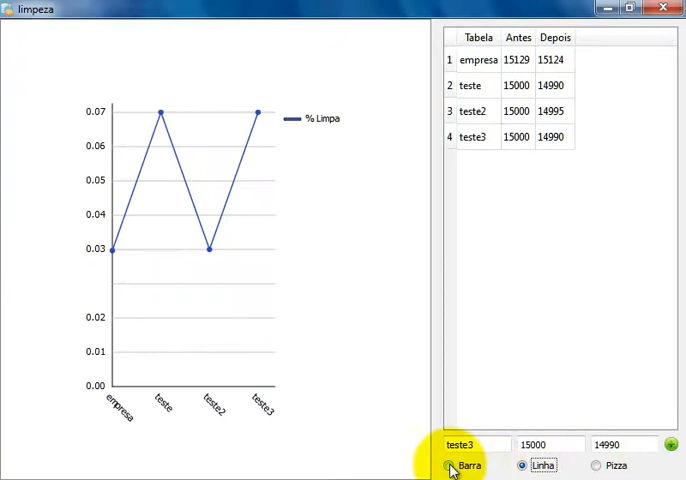 limpeza
Tabela Antes Depois
1 empresa 15129 15124
2 teste 15000 14990
3 teste2 15000 14995
4 teste3 15000 14990
% Limpa
0.07
0.06
0.05
0.04
0.03
0.02
0.01
0.00
empresa teste teste2 teste3
teste3 15000 14990
Barra Linha Pizza